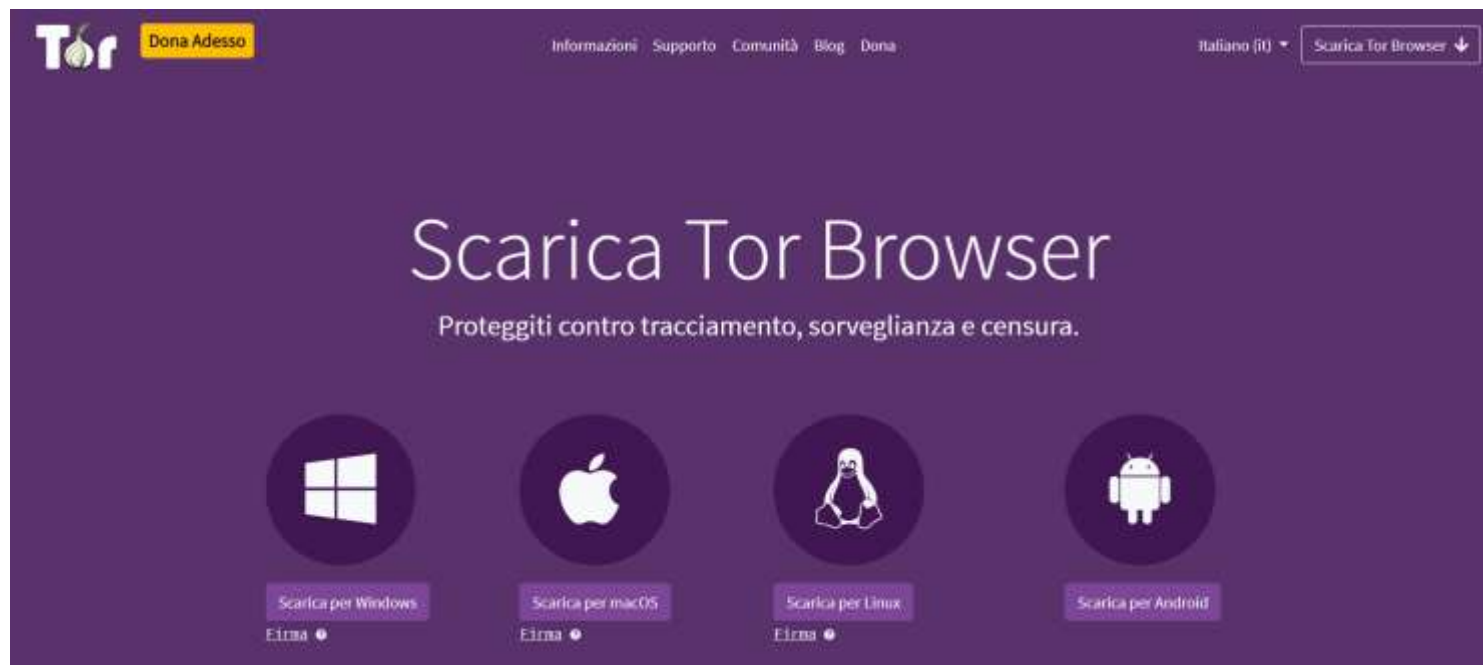 Tor
Dona Adesso
Informazioni Supporto Comunità Blog Dona
Italiano (it)
Scarica Tor Browser
Scarica Tor Browser
Proteggiti contro tracciamento, sorveglianza e censura.
Scarica per Windows
Scarica per macOS
Scarica per Linux
Scarica per Android
Firma
Firma
Firma